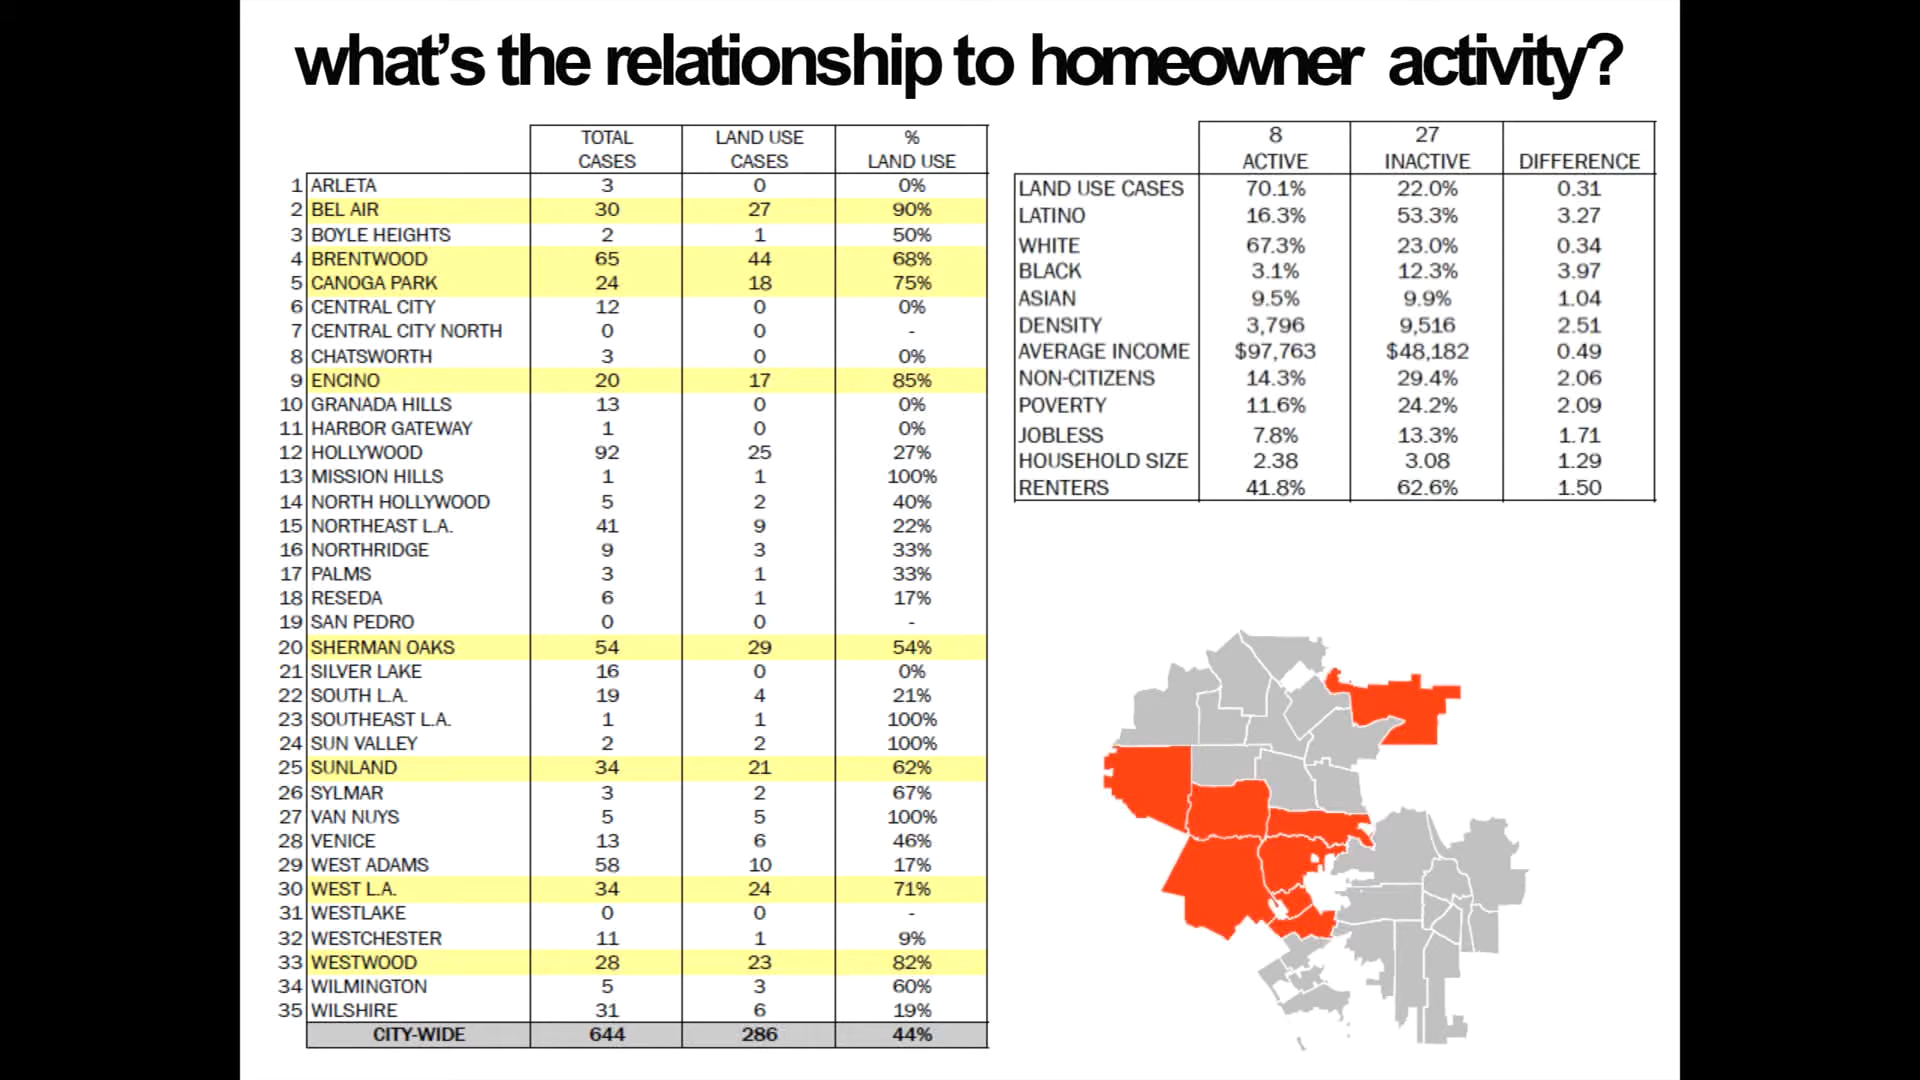 what's the relationship to homeowner activity?
TOTAL CASES LAND USE CASES % LAND USE
1 ARLETA 3 0 0%
2 BEL AIR 30 27 90%
3 BOYLE HEIGHTS 2 1 50%
4 BRENTWOOD 65 44 68%
5 CANOGA PARK 24 18 75%
6 CENTRAL CITY 12 0 0%
7 CENTRAL CITY NORTH 0 0 -
8 CHATSWORTH 3 0 0%
9 ENCINO 20 17 85%
10 GRANADA HILLS 13 0 0%
11 HARBOR GATEWAY 1 0 0%
12 HOLLYWOOD 92 25 27%
13 MISSION HILLS 1 1 100%
14 NORTH HOLLYWOOD 5 2 40%
15 NORTHEAST L.A. 41 9 22%
16 NORTHRIDGE 9 3 33%
17 PALMS 3 1 33%
18 RESEDA 6 1 17%
19 SAN PEDRO 0 0 -
20 SHERMAN OAKS 54 29 54%
21 SILVER LAKE 16 0 0%
22 SOUTH L.A. 19 4 21%
23 SOUTHEAST L.A. 1 1 100%
24 SUN VALLEY 2 2 100%
25 SUNLAND 34 21 62%
26 SYLMAR 3 2 67%
27 VAN NUYS 5 5 100%
28 VENICE 13 6 46%
29 WEST ADAMS 58 10 17%
30 WEST L.A. 34 24 71%
31 WESTLAKE 0 0 -
32 WESTCHESTER 11 1 9%
33 WESTWOOD 28 23 82%
34 WILMINGTON 5 3 60%
35 WILSHIRE 31 6 19%
CITY-WIDE 644 286 44%
8 ACTIVE 27 INACTIVE DIFFERENCE
LAND USE CASES 70.1% 22.0% 0.31
LATINO 16.3% 53.3% 3.27
WHITE 67.3% 23.0% 0.34
BLACK 3.1% 12.3% 3.97
ASIAN 9.5% 9.9% 1.04
DENSITY 3,796 9,516 2.51
AVERAGE INCOME $97,763 $48,182 0.49
NON-CITIZENS 14.3% 29.4% 2.06
POVERTY 11.6% 24.2% 2.09
JOBLESS 7.8% 13.3% 1.71
HOUSEHOLD SIZE 2.38 3.08 1.29
RENTERS 41.8% 62.6% 1.50